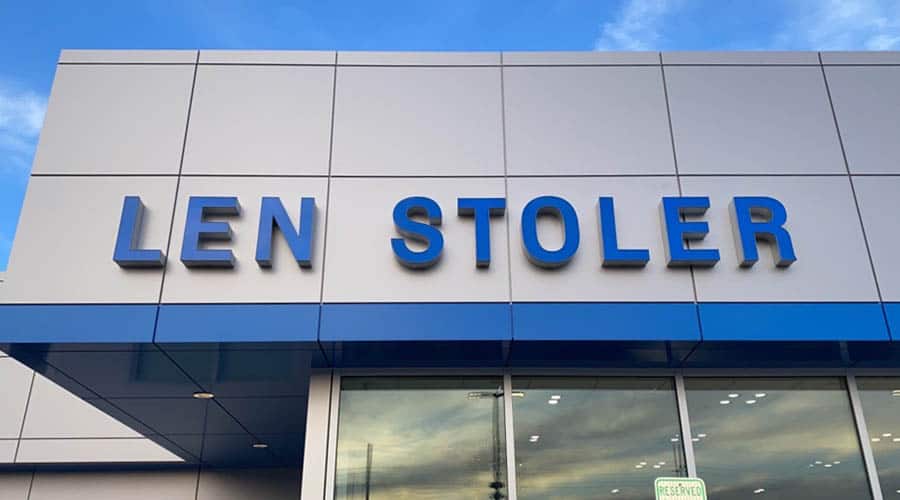 LEN STOLER
RESERVED